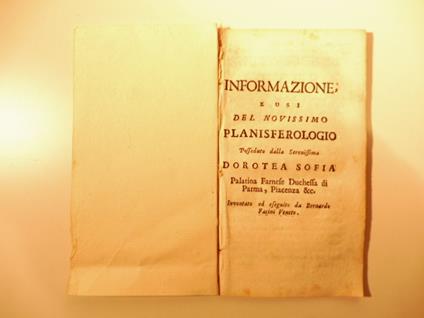 INFORMAZIONE,
E USI
DEL NOVISSIMO
PLANISFEROLOGIO
Posseduto dalla Serenissima
DOROTEA SOFIA
Palatina Farnese Duchessa di
Parma, Piacenza &c.
Inventato ed eseguito da Bernardo
Facini Veneto.